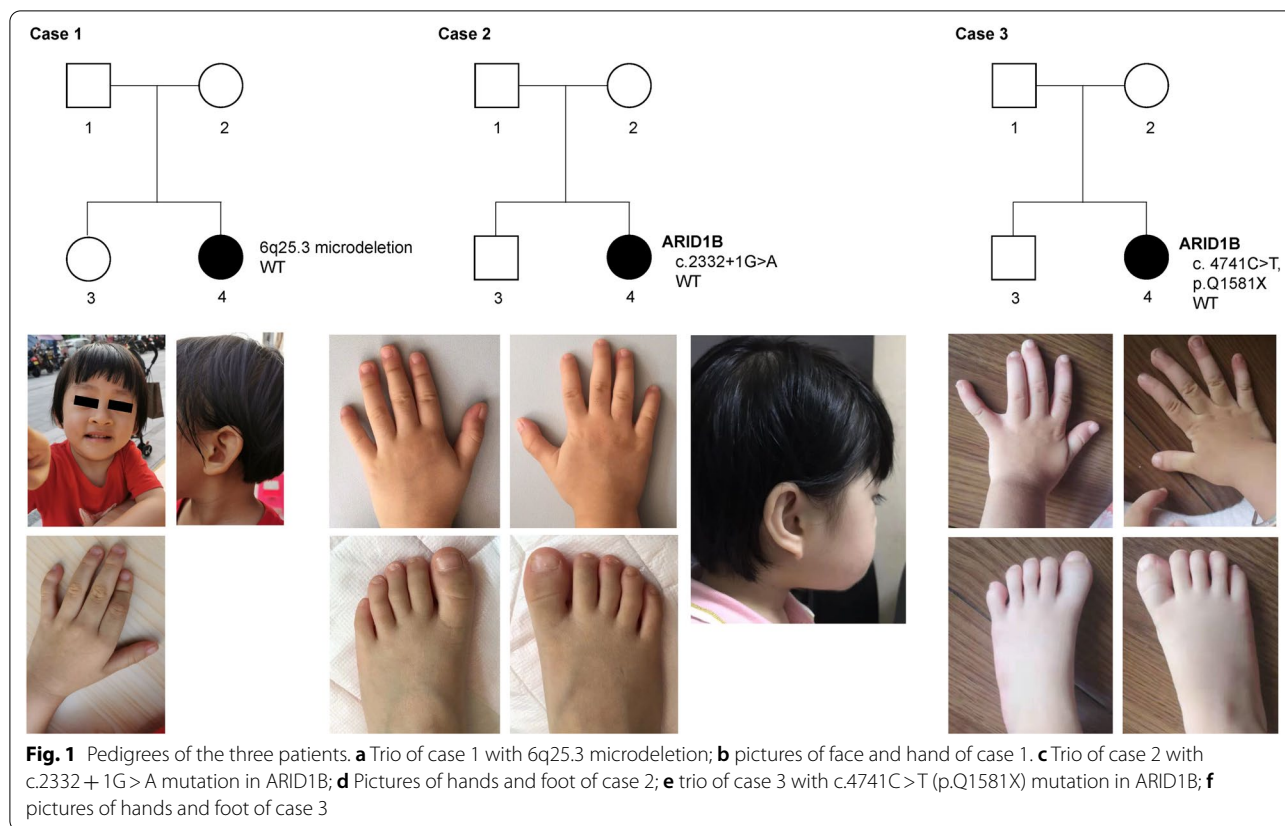 Case 1
Case 2
Case 3
1
2
1
2
1
2
6q25.3 microdeletion
WT
3
4
ARID1B
c.2332+1G>A
WT
3
4
ARID1B
c. 4741C>T,
p.Q1581X
WT
3
4
Fig. 1 Pedigrees of the three patients. a Trio of case 1 with 6q25.3 microdeletion; b pictures of face and hand of case 1. c Trio of case 2 with
c.2332 + 1G > A mutation in ARID1B; d Pictures of hands and foot of case 2; e trio of case 3 with c.4741C > T (p.Q1581X) mutation in ARID1B; f
pictures of hands and foot of case 3